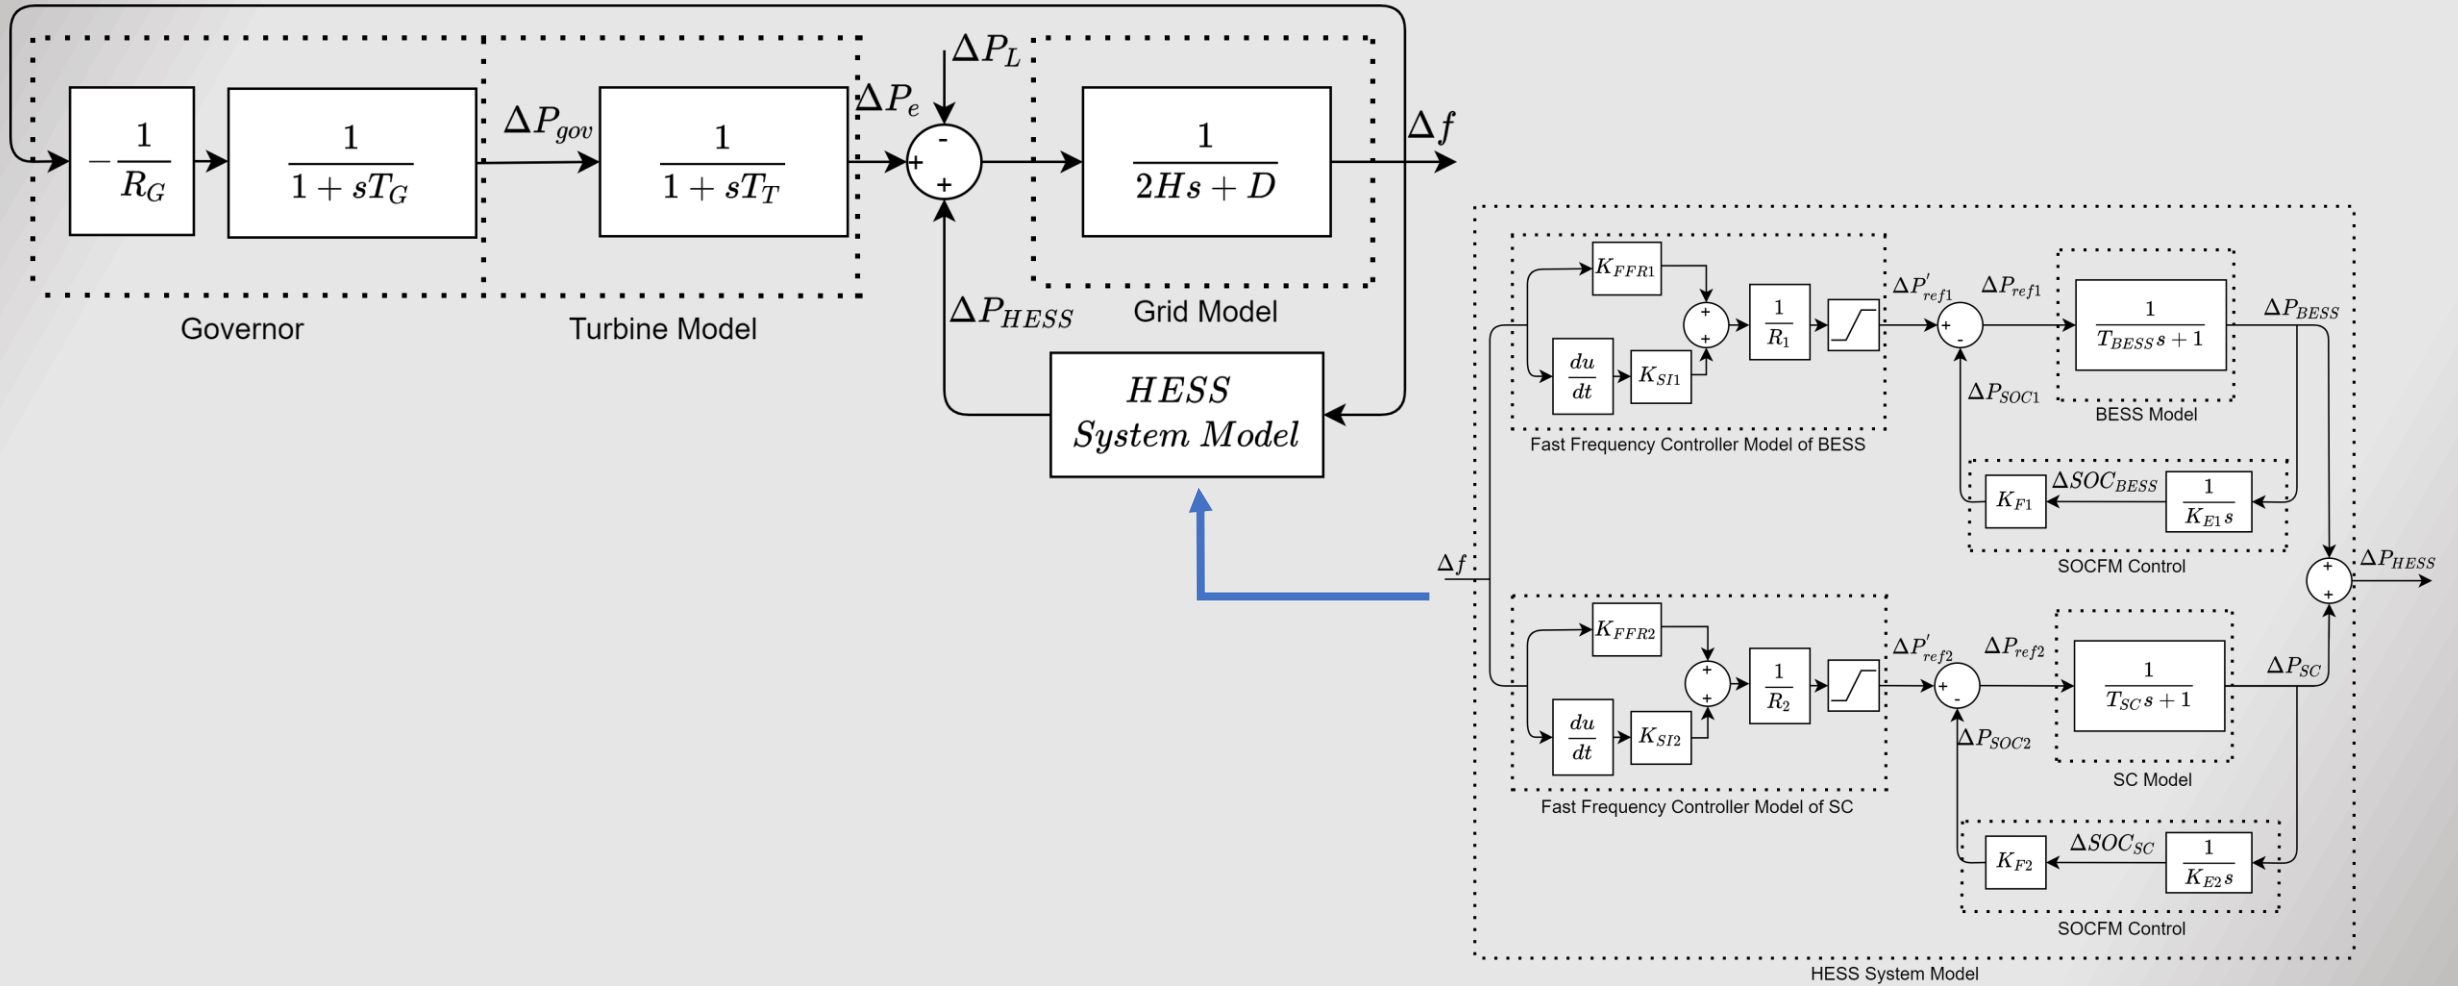 ΔP_L
ΔP_e
-1/R_G
1/(1 + sT_G)
ΔP_gov
1/(1 + sT_T)
-
+
+
1/(2Hs + D)
Δf
Governor
Turbine Model
ΔP_HESS
Grid Model
HESS
System Model
Δf
K_FFR1
du/dt
K_SI1
+
+
1/R_1
ΔP'_ref1
+
-
ΔP_ref1
1/(T_BESS s + 1)
ΔP_BESS
BESS Model
Fast Frequency Controller Model of BESS
ΔP_SOC1
K_F1
ΔSOC_BESS
1/(K_E1 s)
SOCFM Control
+
+
ΔP_HESS
K_FFR2
du/dt
K_SI2
+
+
1/R_2
ΔP'_ref2
+
-
ΔP_ref2
1/(T_SC s + 1)
ΔP_SC
SC Model
Fast Frequency Controller Model of SC
ΔP_SOC2
K_F2
ΔSOC_SC
1/(K_E2 s)
SOCFM Control
HESS System Model